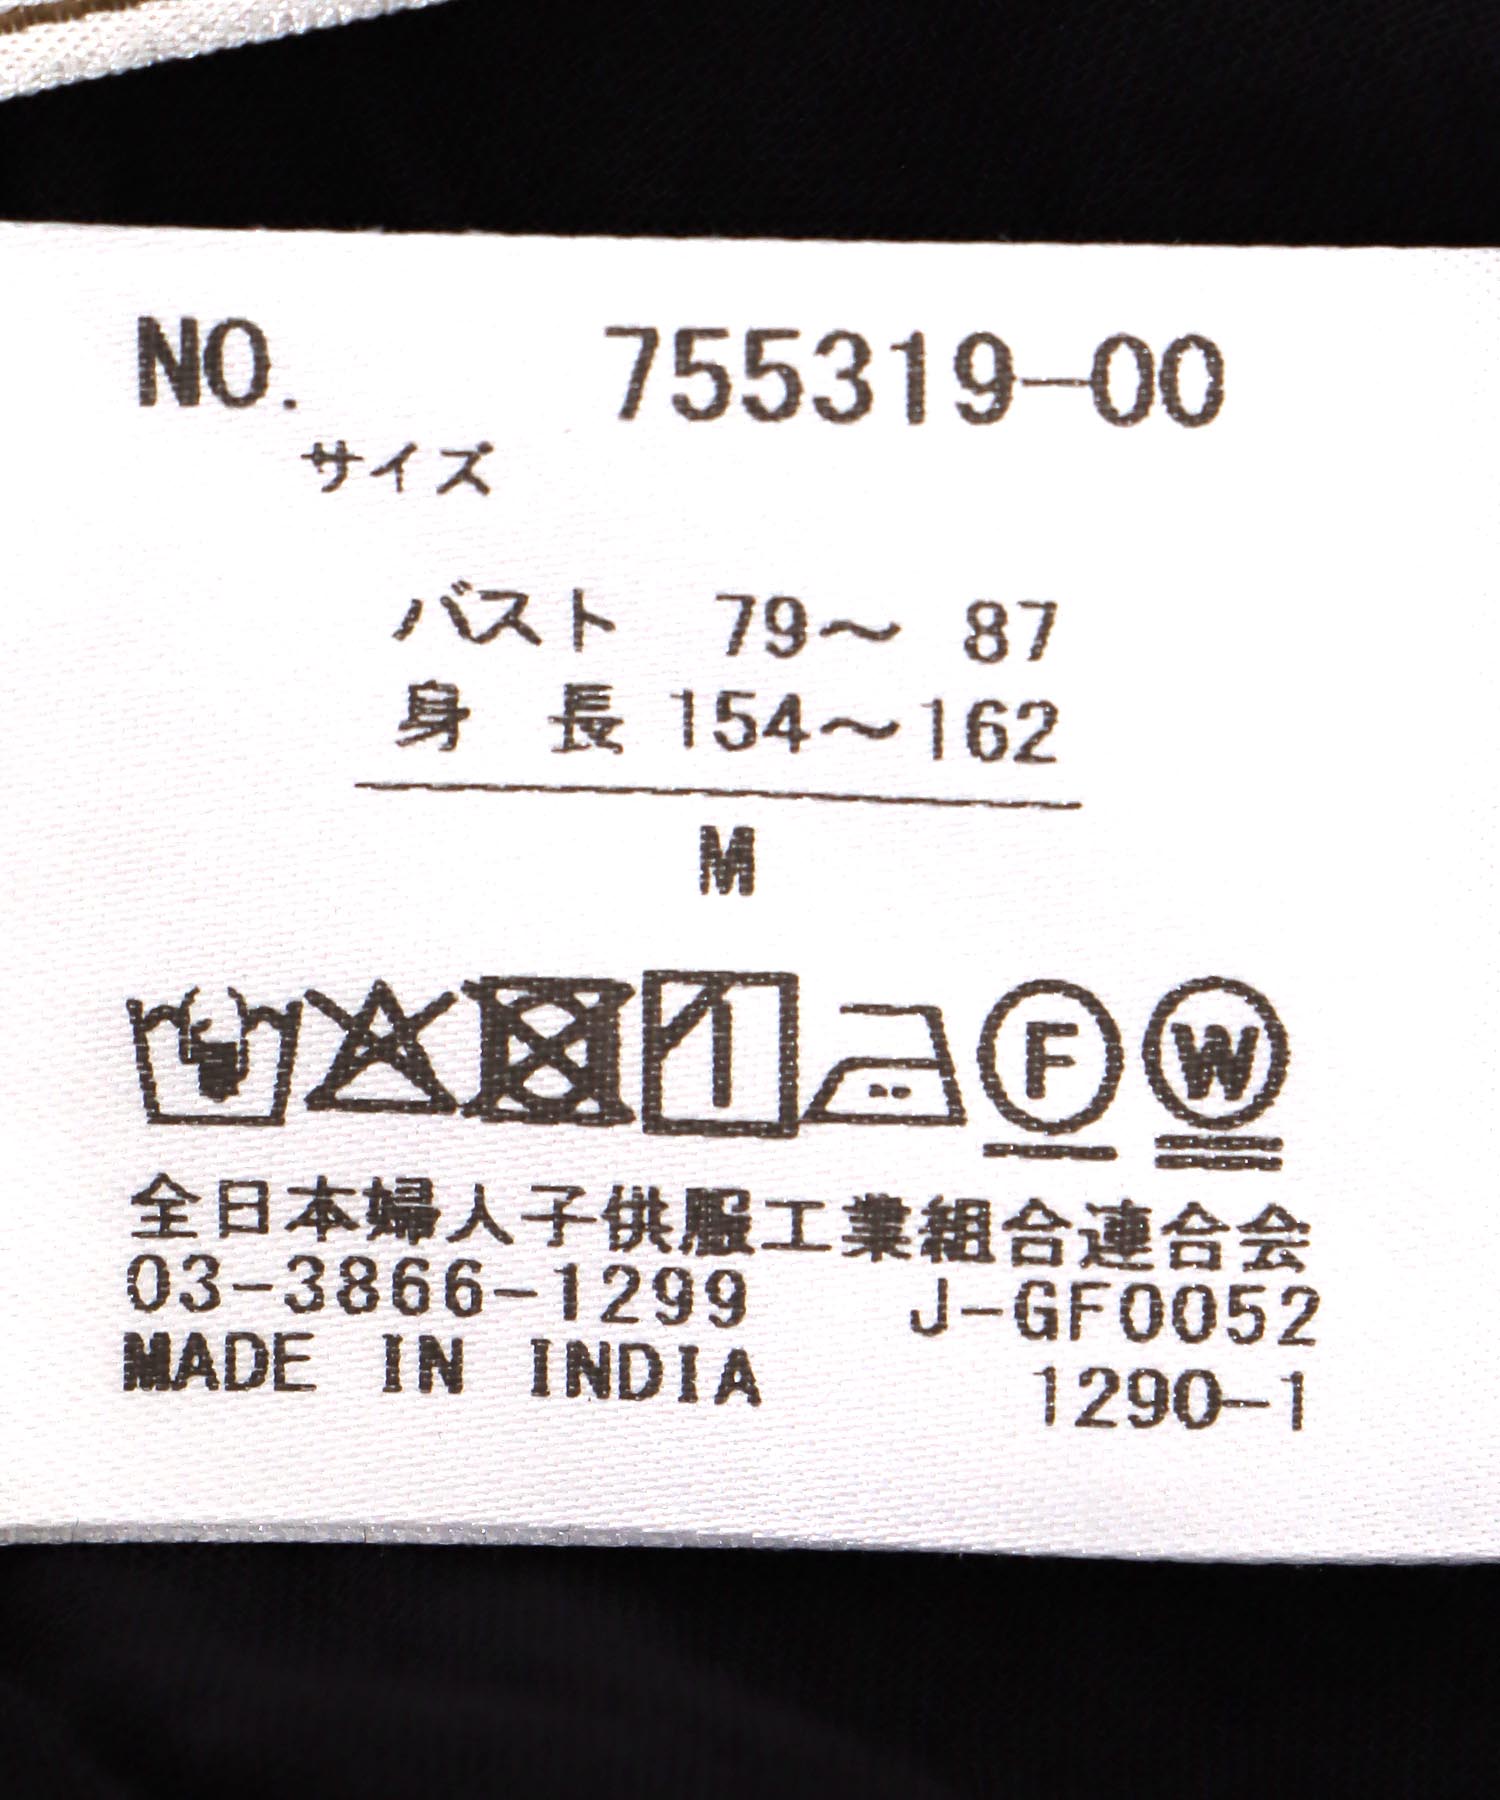 NO. 755319-00
サイズ
バスト 79〜 87
身 長 154〜162
M
F W
全日本婦人子供服工業組合連合会
03-3866-1299 J-GF0052
MADE IN INDIA 1290-1